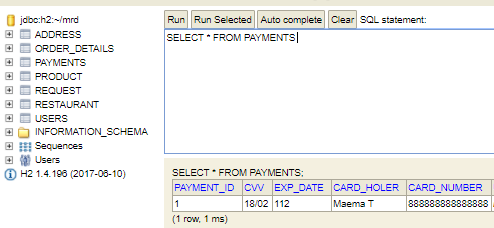 jdbc:h2:~/mrd
ADDRESS
ORDER_DETAILS
PAYMENTS
PRODUCT
REQUEST
RESTAURANT
USERS
INFORMATION_SCHEMA
Sequences
Users
H2 1.4.196 (2017-06-10)
Run Run Selected Auto complete Clear SQL statement:
SELECT * FROM PAYMENTS
SELECT * FROM PAYMENTS;
PAYMENT_ID CVV EXP_DATE CARD_HOLER CARD_NUMBER
1 18/02 112 Maema T 888888888888888
(1 row, 1 ms)